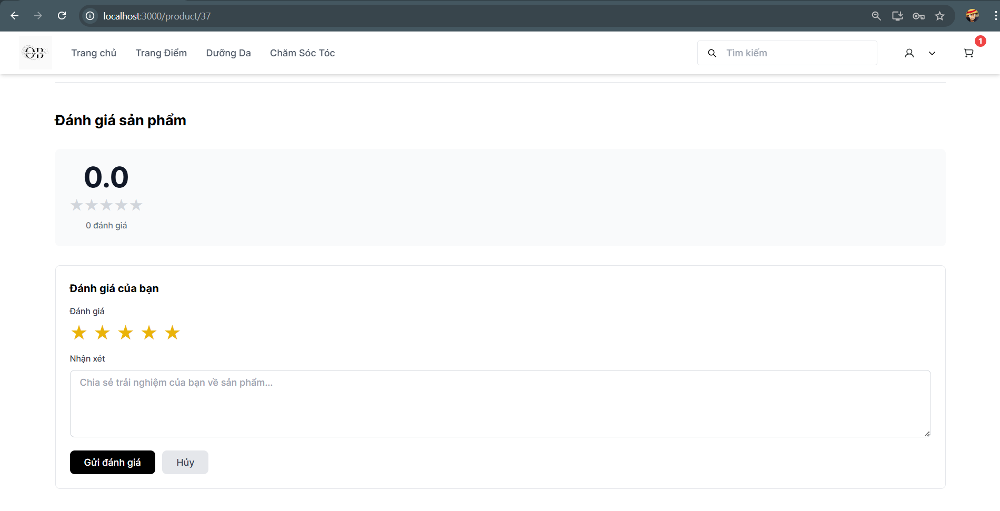 localhost:3000/product/37
OB
Trang chủ
Trang Điểm
Dưỡng Da
Chăm Sóc Tóc
Tìm kiếm
1
Đánh giá sản phẩm
0.0
0 đánh giá
Đánh giá của bạn
Đánh giá
Nhận xét
Chia sẻ trải nghiệm của bạn về sản phẩm...
Gửi đánh giá
Hủy